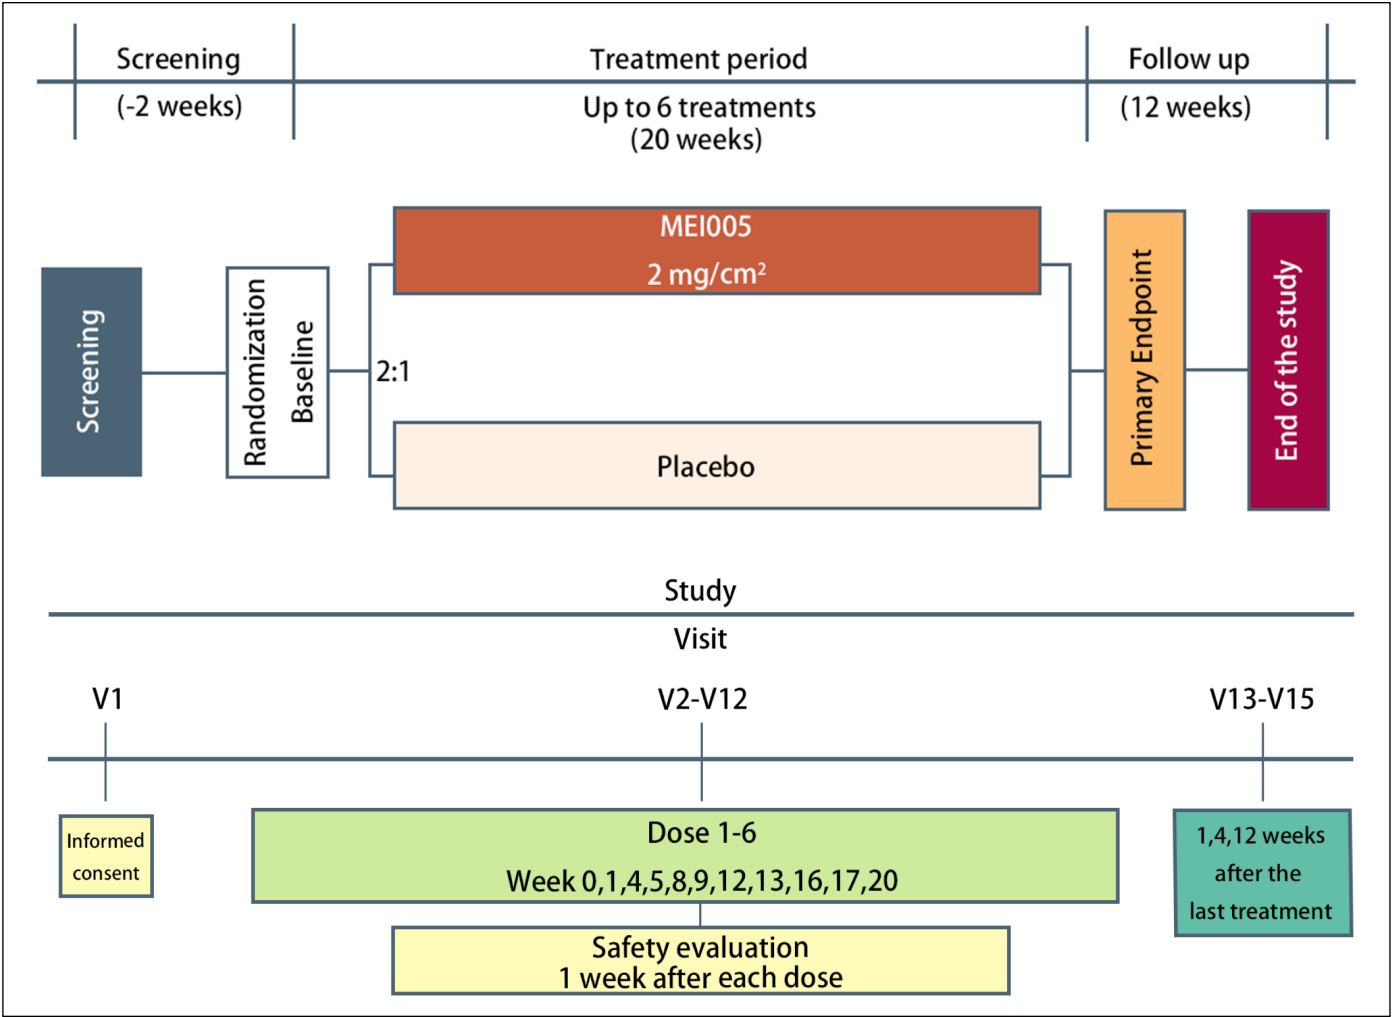 Screening
(-2 weeks)
Treatment period
Up to 6 treatments
(20 weeks)
Follow up
(12 weeks)
Screening
Randomization
Baseline
2:1
MEI005
2 mg/cm²
Placebo
Primary Endpoint
End of the study
Study
Visit
V1
V2-V12
V13-V15
Informed
consent
Dose 1-6
Week 0,1,4,5,8,9,12,13,16,17,20
Safety evaluation
1 week after each dose
1,4,12 weeks
after the
last treatment